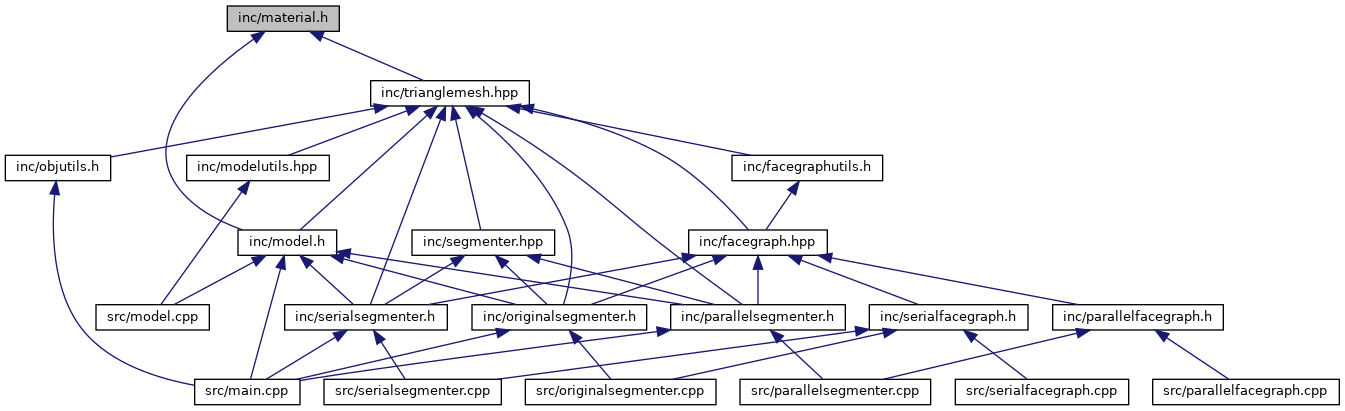 inc/material.h
inc/trianglemesh.hpp
inc/objutils.h
inc/modelutils.hpp
inc/facegraphutils.h
inc/model.h
inc/segmenter.hpp
inc/facegraph.hpp
src/model.cpp
inc/serialsegmenter.h
inc/originalsegmenter.h
inc/parallelsegmenter.h
inc/serialfacegraph.h
inc/parallelfacegraph.h
src/main.cpp
src/serialsegmenter.cpp
src/originalsegmenter.cpp
src/parallelsegmenter.cpp
src/serialfacegraph.cpp
src/parallelfacegraph.cpp